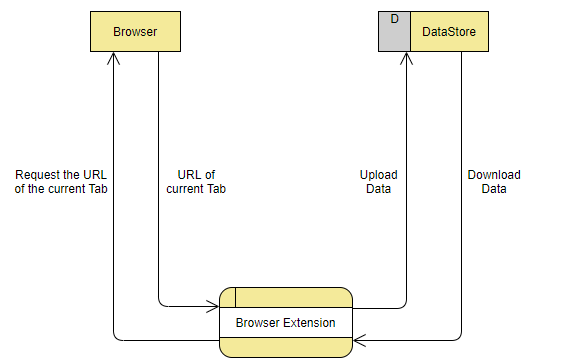 Browser
D
DataStore
Request the URL
of the current Tab
URL of
current Tab
Upload
Data
Download
Data
Browser Extension